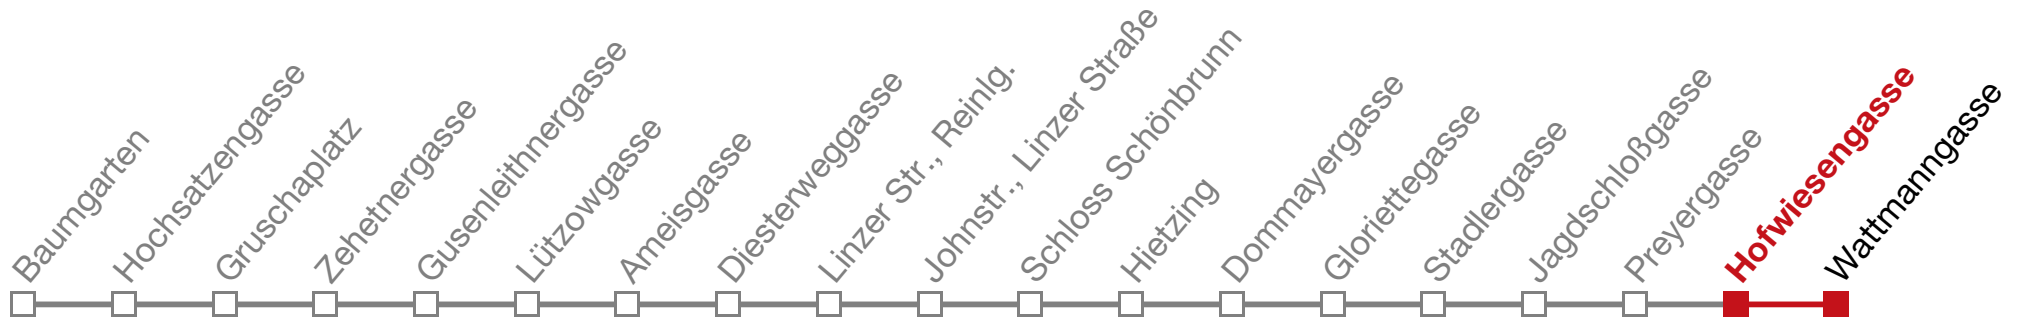 Baumgarten
Hochsatzengasse
Gruschaplatz
Zehetnergasse
Gusenleithnergasse
Lützowgasse
Ameisgasse
Diesterweggasse
Linzer Str., Reinlg.
Johnstr., Linzer Straße
Schloss Schönbrunn
Hietzing
Dommayergasse
Gloriettegasse
Stadlergasse
Jagdschloßgasse
Preyergasse
Hofwiesengasse
Wattmanngasse